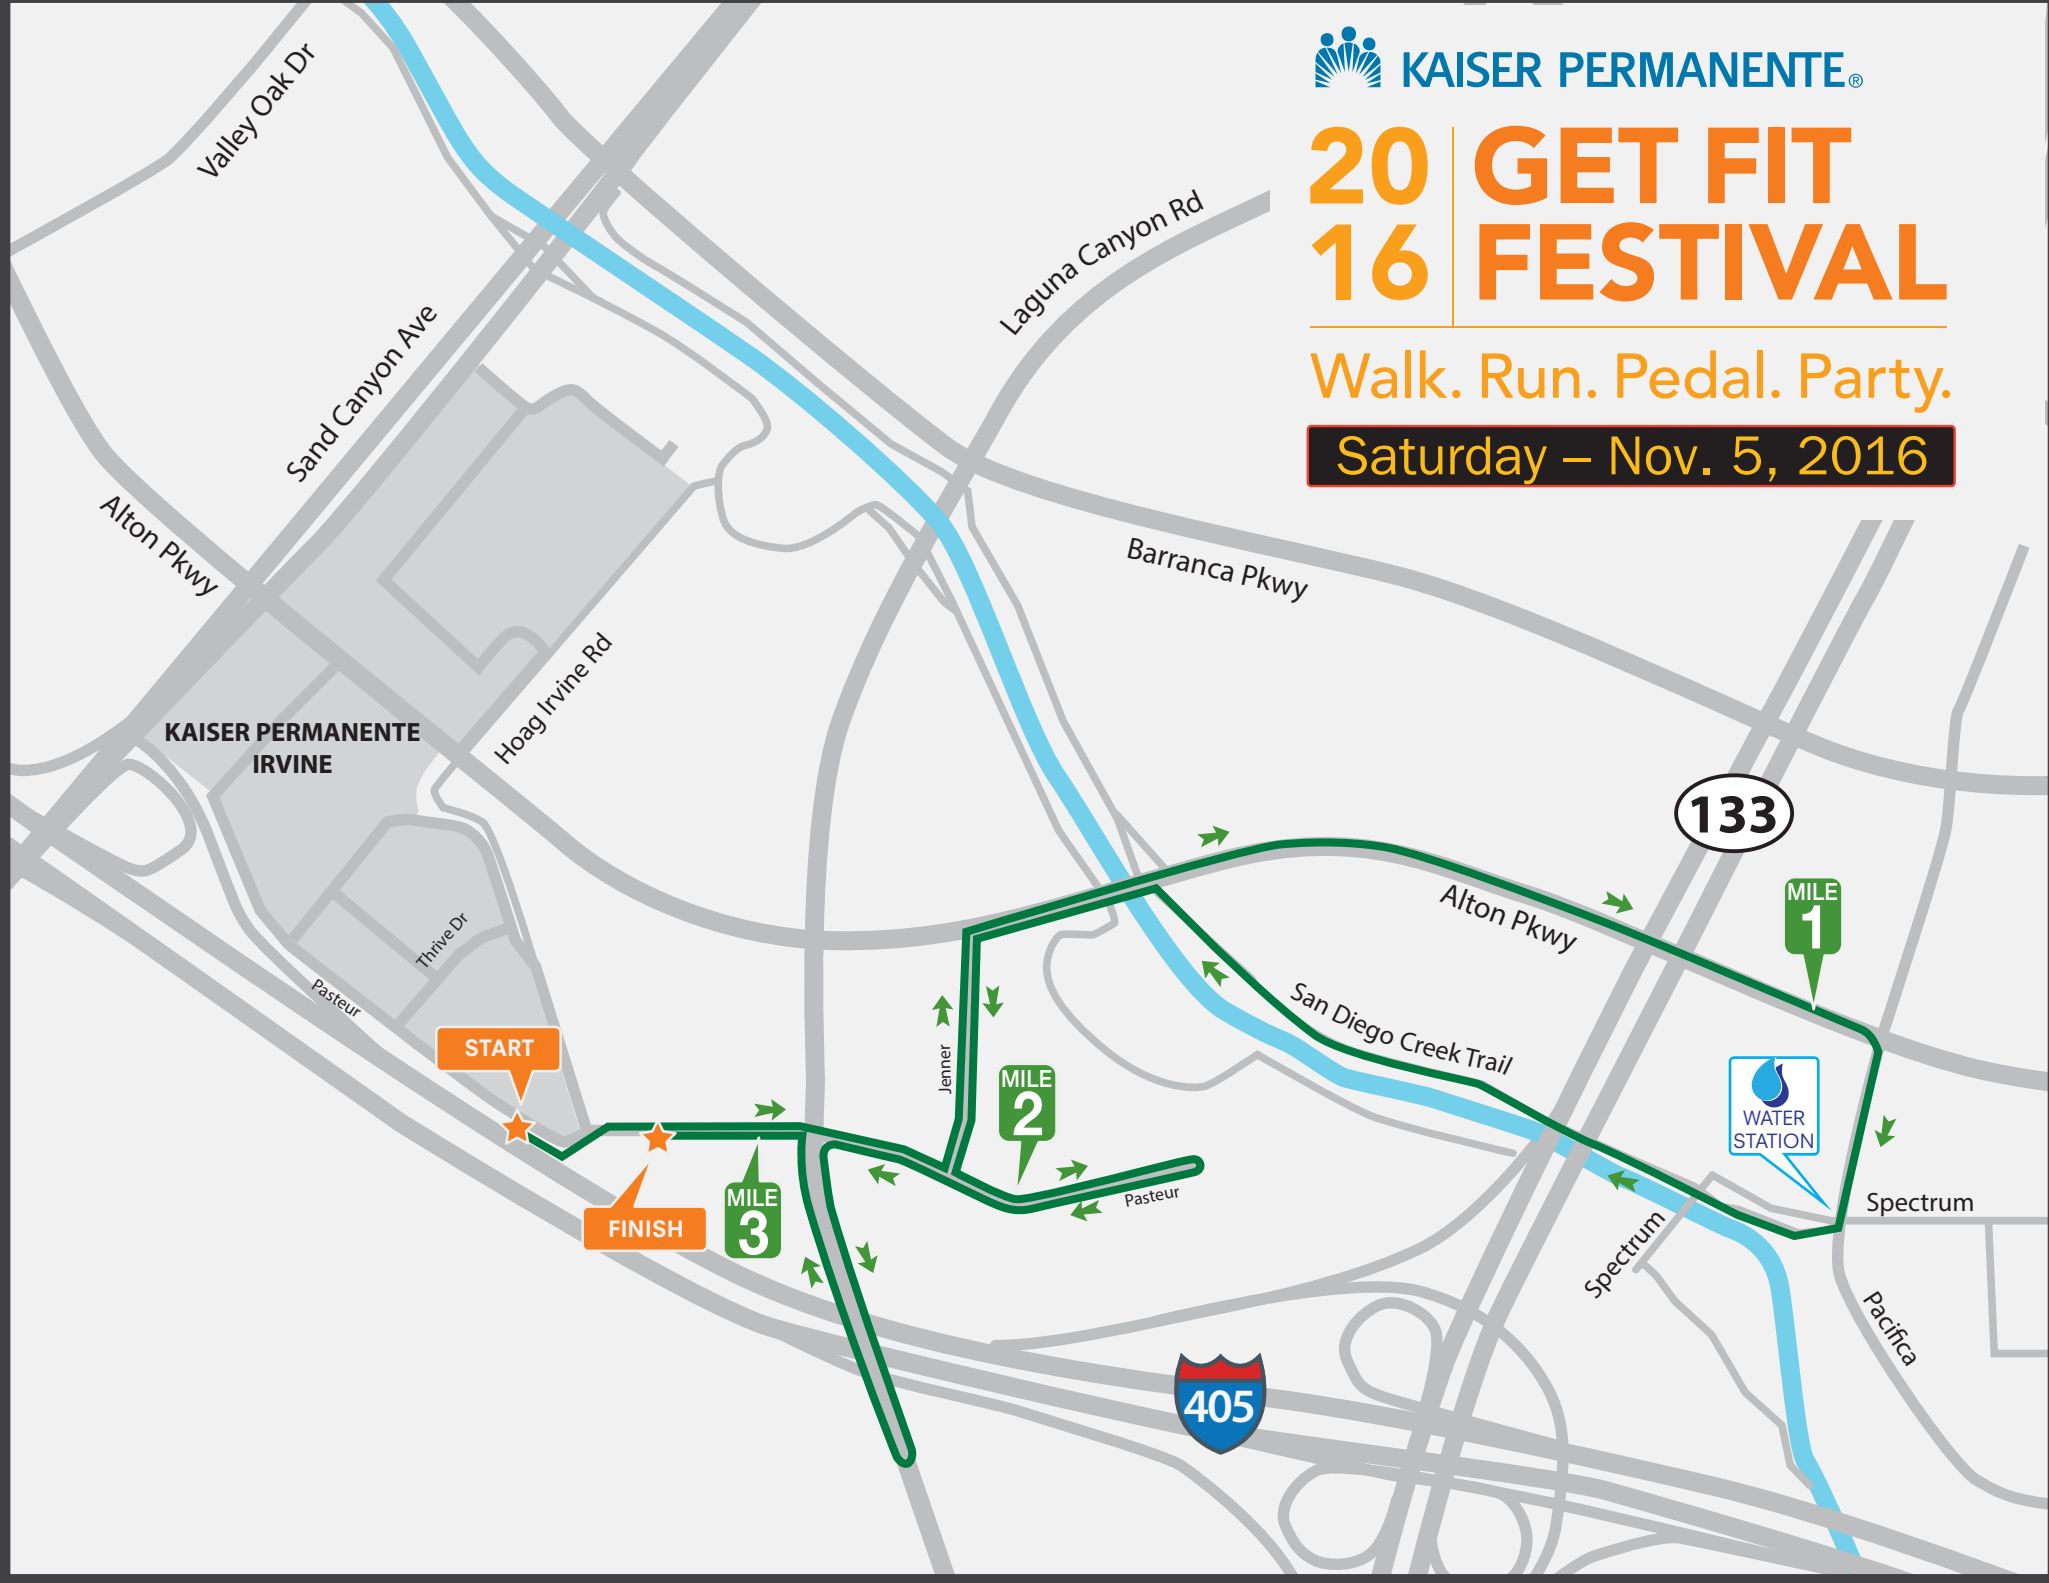 KAISER PERMANENTE®
20
16
GET FIT
FESTIVAL
Walk. Run. Pedal. Party.
Saturday – Nov. 5, 2016
Valley Oak Dr
Laguna Canyon Rd
Sand Canyon Ave
Alton Pkwy
Barranca Pkwy
Hoag Irvine Rd
KAISER PERMANENTE
IRVINE
133
MILE
1
Alton Pkwy
Thrive Dr
Pasteur
San Diego Creek Trail
START
Jenner
MILE
2
WATER
STATION
Pasteur
Spectrum
MILE
3
FINISH
Spectrum
Pacifica
405